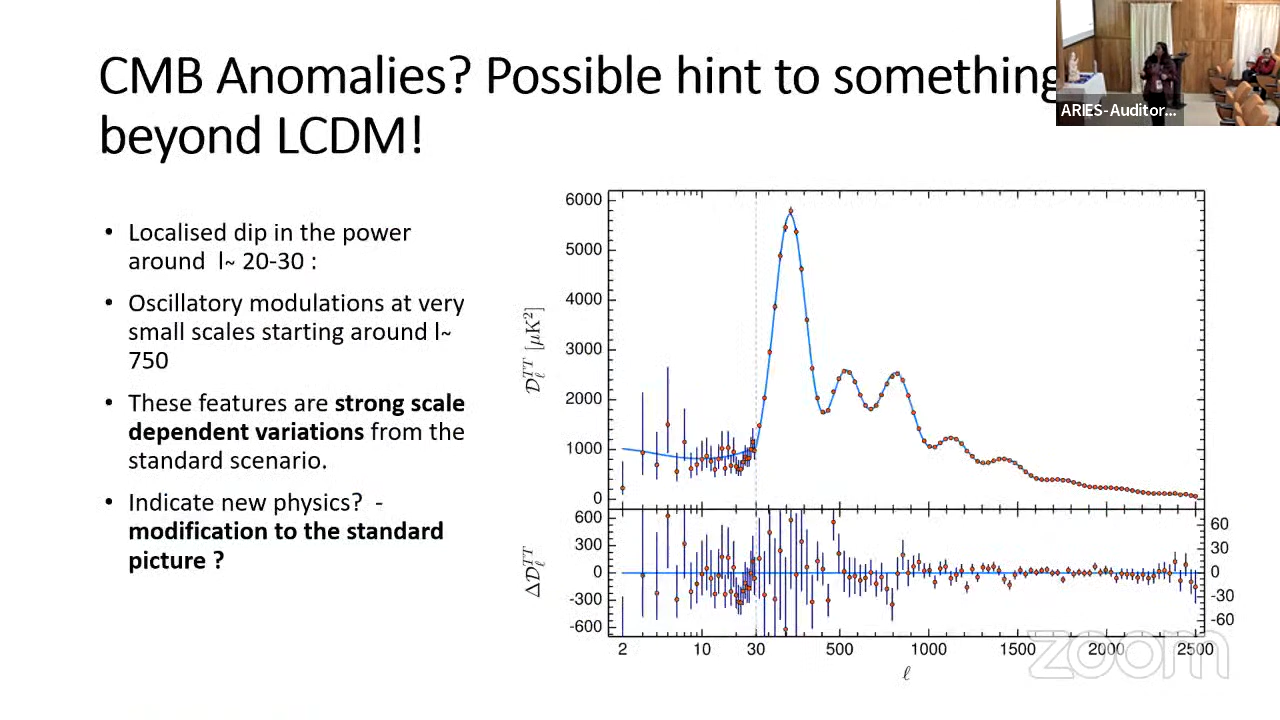 CMB Anomalies? Possible hint to something
beyond LCDM!
ARIES-Auditor...
• Localised dip in the power
around l~ 20-30 :
• Oscillatory modulations at very
small scales starting around l~
750
• These features are strong scale
dependent variations from the
standard scenario.
• Indicate new physics? -
modification to the standard
picture ?
6000
5000
4000
3000
2000
1000
0
𝒟ℓᵀᵀ [μK²]
600
300
0
-300
-600
Δ𝒟ℓᵀᵀ
60
30
0
-30
-60
2 10 30 500 1000 1500 2000 2500
ℓ
zoom